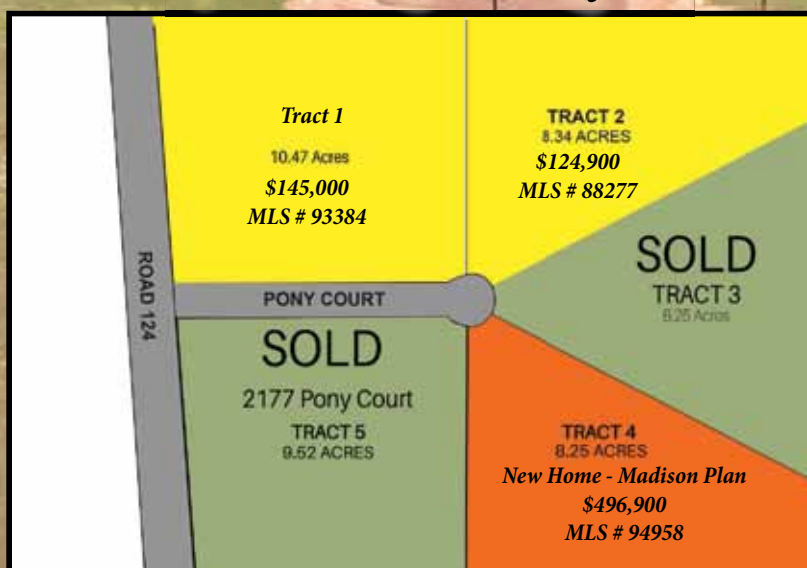 Tract 1
10.47 Acres
$145,000
MLS # 93384
TRACT 2
8.34 ACRES
$124,900
MLS # 88277
SOLD
TRACT 3
Acres
ROAD 124
PONY COURT
SOLD
2177 Pony Court
TRACT 5
9.52 ACRES
TRACT 4
8.25 ACRES
New Home - Madison Plan
$496,900
MLS # 94958